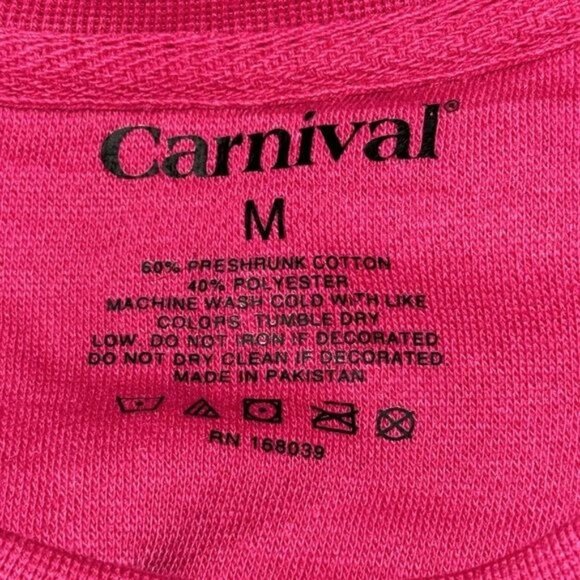 Carnival®
M
60% PRESHRUNK COTTON
40% POLYESTER
MACHINE WASH COLD WITH LIKE
COLORS, TUMBLE DRY
LOW. DO NOT IRON IF DECORATED
DO NOT DRY CLEAN IF DECORATED
MADE IN PAKISTAN
RN 158039